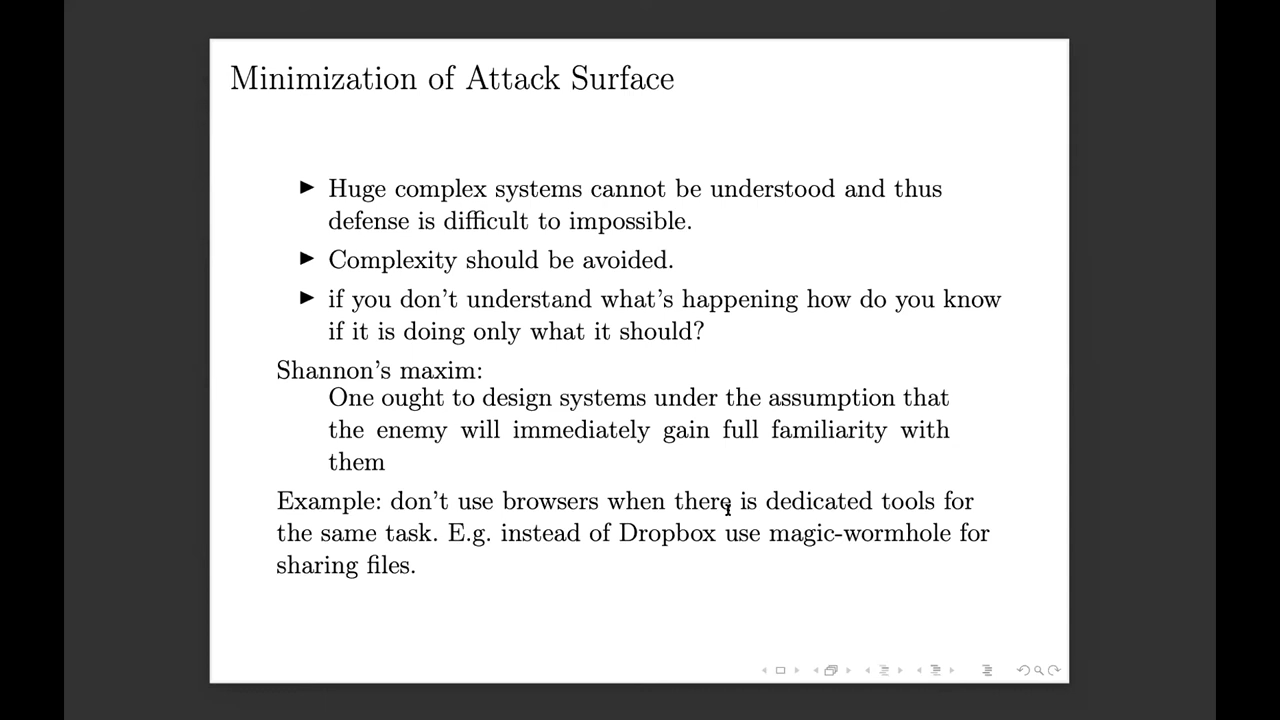 Minimization of Attack Surface
▶ Huge complex systems cannot be understood and thus
defense is difficult to impossible.
▶ Complexity should be avoided.
▶ if you don't understand what's happening how do you know
if it is doing only what it should?
Shannon's maxim:
One ought to design systems under the assumption that
the enemy will immediately gain full familiarity with
them
Example: don't use browsers when there is dedicated tools for
the same task. E.g. instead of Dropbox use magic-wormhole for
sharing files.